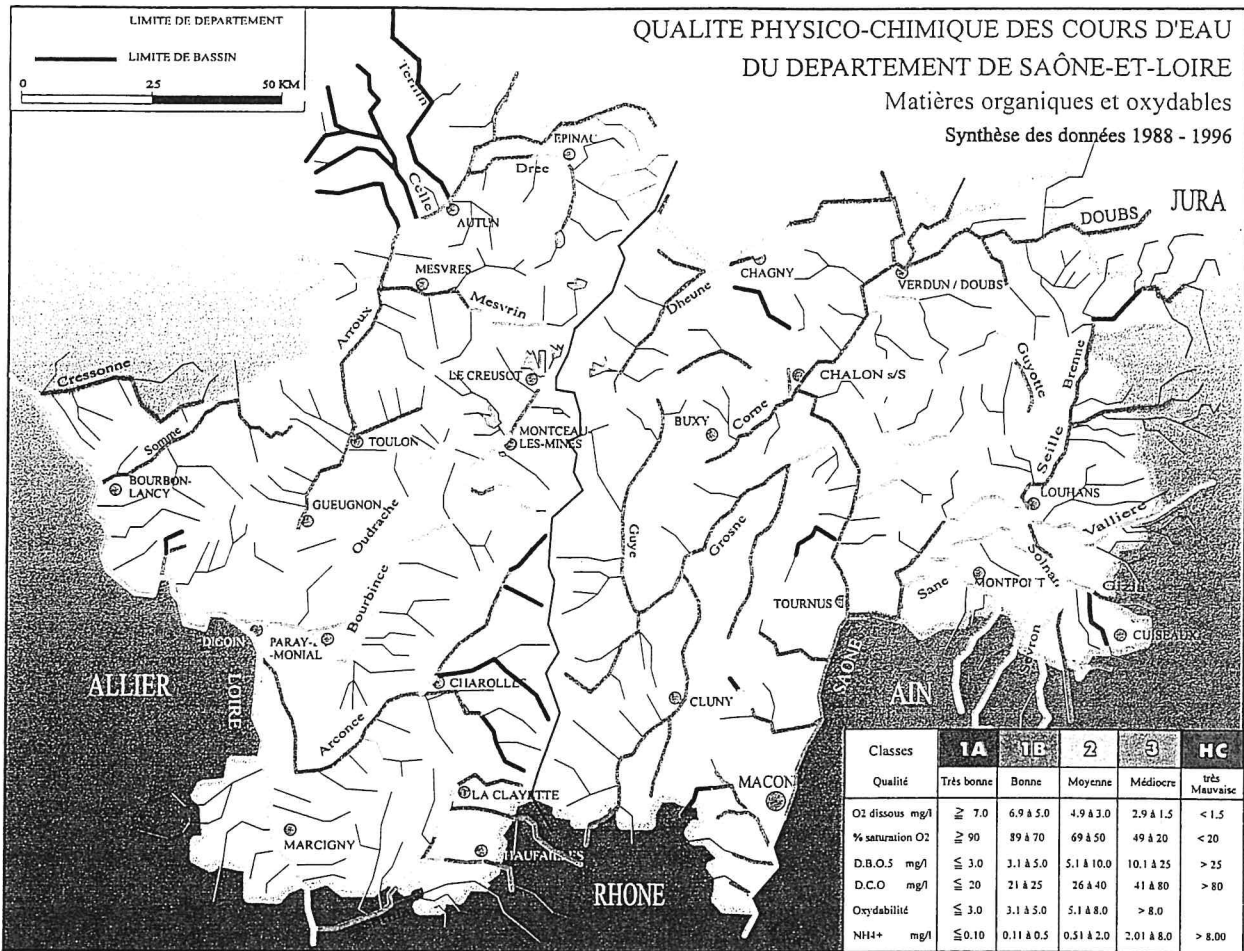 LIMITE DE DEPARTEMENT
LIMITE DE BASSIN
0 25 50 KM
QUALITE PHYSICO-CHIMIQUE DES COURS D'EAU
DU DEPARTEMENT DE SAÔNE-ET-LOIRE
Matières organiques et oxydables
Synthèse des données 1988 - 1996
Ternin
EPINAC
Drée
Celle
AUTUN
JURA
DOUBS
MESVRES
Mesvrin
CHAGNY
VERDUN / DOUBS
Dheune
Arroux
Cressonne
LE CREUSOT
CHALON s/S
Guyotte
Brenne
Somme
TOULON
MONTCEAU-
LES-MINES
BUXY
Corne
BOURBON-
LANCY
GUEUGNON
Seille
LOUHANS
Oudrache
Guye
Grosne
Vallière
Solnan
Sane
MONTPONT
Bourbince
TOURNUS
CUISEAUX
DIGOIN
PARAY-
-MONIAL
ALLIER
LOIRE
CHAROLLES
SAÔNE
AIN
CLUNY
Arconce
LA CLAYETTE
MACON
MARCIGNY
RHONE
Classes 1A 1B 2 3 HC
Qualité Très bonne Bonne Moyenne Médiocre très Mauvaise
O2 dissous mg/l ≧ 7.0 6.9 à 5.0 4.9 à 3.0 2.9 à 1.5 < 1.5
% saturation O2 ≧ 90 89 à 70 69 à 50 49 à 20 < 20
D.B.O.5 mg/l ≦ 3.0 3.1 à 5.0 5.1 à 10.0 10.1 à 25 > 25
D.C.O mg/l ≦ 20 21 à 25 26 à 40 41 à 80 > 80
Oxydabilité ≦ 3.0 3.1 à 5.0 5.1 à 8.0 > 8.0
NH4+ mg/l ≦0.10 0.11 à 0.5 0.51 à 2.0 2.01 à 8.0 > 8.00